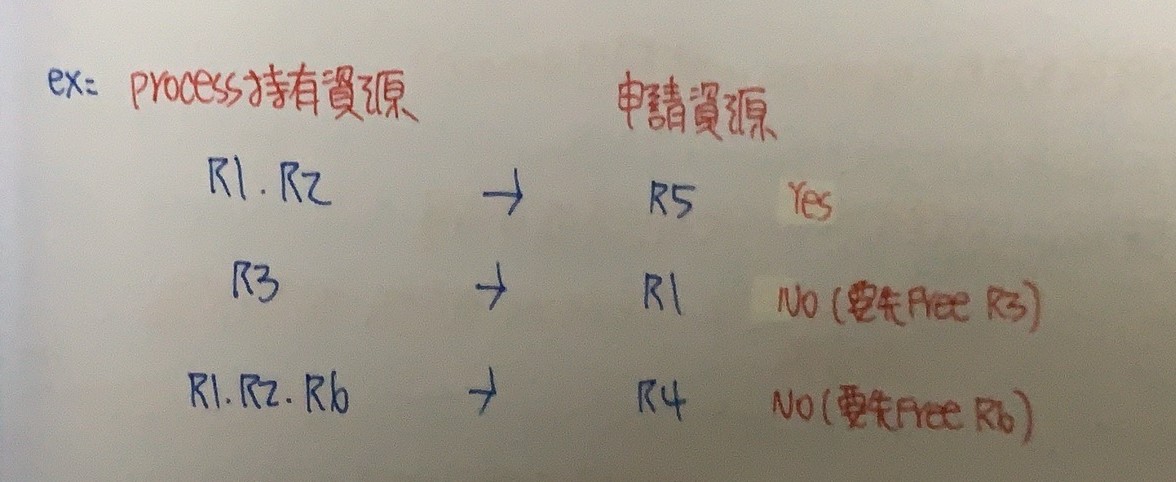 ex: process持有資源 申請資源
R1.R2 → R5 Yes
R3 → R1 No (要先Free R3)
R1.R2.R6 → R4 No (要先Free R6)